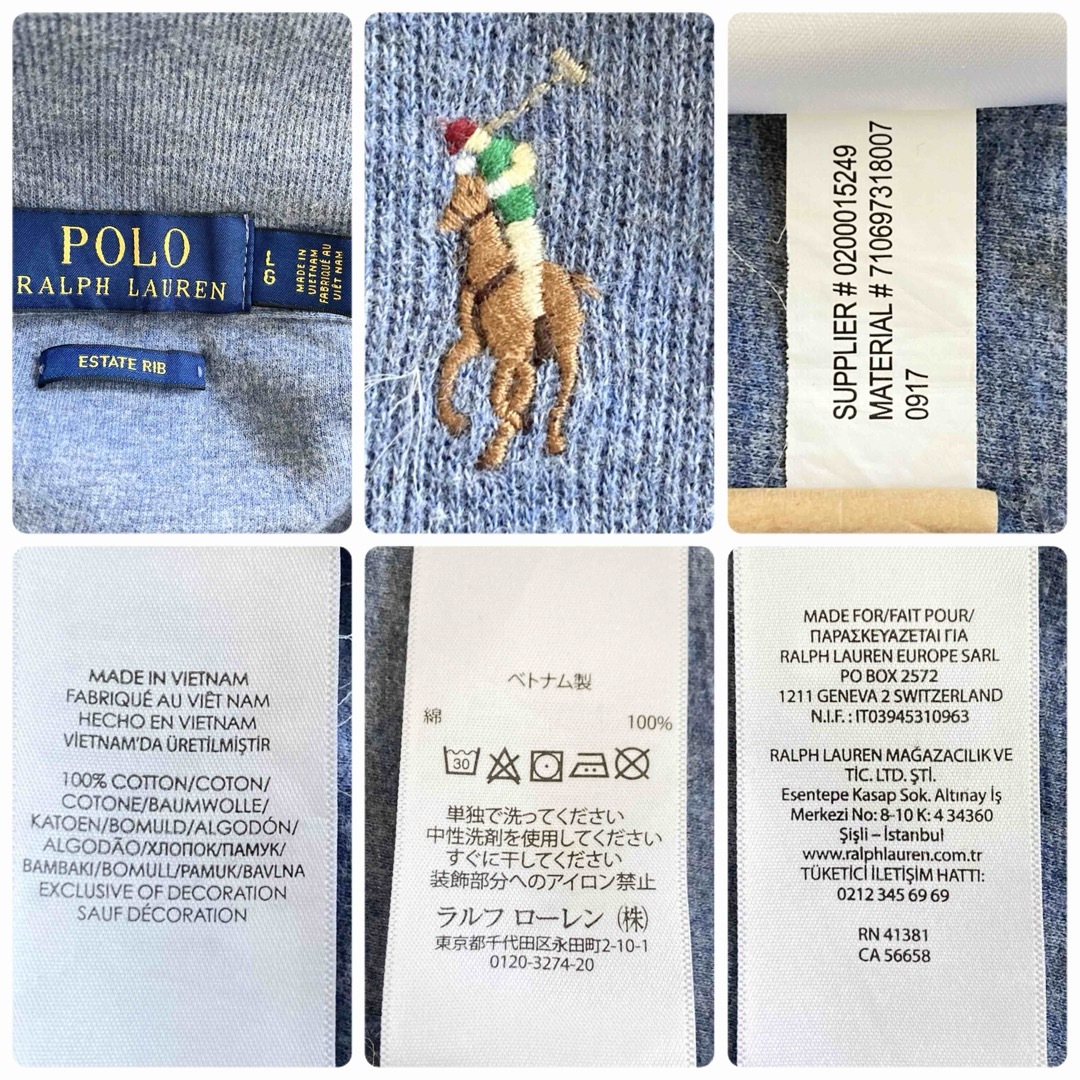 POLO
RALPH LAUREN
L
G
MADE IN
VIETNAM
FABRIQUÉ AU
VIÊT NAM
ESTATE RIB
SUPPLIER # 0200015249
MATERIAL # 710697318007
0917
MADE IN VIETNAM
FABRIQUÉ AU VIÊT NAM
HECHO EN VIETNAM
VİETNAM'DA ÜRETİLMİŞTİR
100% COTTON/COTON/
COTONE/BAUMWOLLE/
KATOEN/BOMULD/ALGODÓN/
ALGODÃO/ХЛОПОК/ПАМУК/
BAMBAKI/BOMULL/PAMUK/BAVLNA
EXCLUSIVE OF DECORATION
SAUF DÉCORATION
ベトナム製
綿 100%
30
単独で洗ってください
中性洗剤を使用してください
すぐに干してください
装飾部分へのアイロン禁止
ラルフ ローレン (株)
東京都千代田区永田町2-10-1
0120-3274-20
MADE FOR/FAIT POUR/
ΠΑΡΑΣΚΕΥΑΖΕΤΑΙ ΓΙΑ
RALPH LAUREN EUROPE SARL
PO BOX 2572
1211 GENEVA 2 SWITZERLAND
N.I.F. : IT03945310963
RALPH LAUREN MAĞAZACILIK VE
TİC. LTD. ŞTİ.
Esentepe Kasap Sok. Altınay İş
Merkezi No: 8-10 K: 4 34360
Şişli – İstanbul
www.ralphlauren.com.tr
TÜKETİCİ İLETİŞİM HATTI:
0212 345 69 69
RN 41381
CA 56658